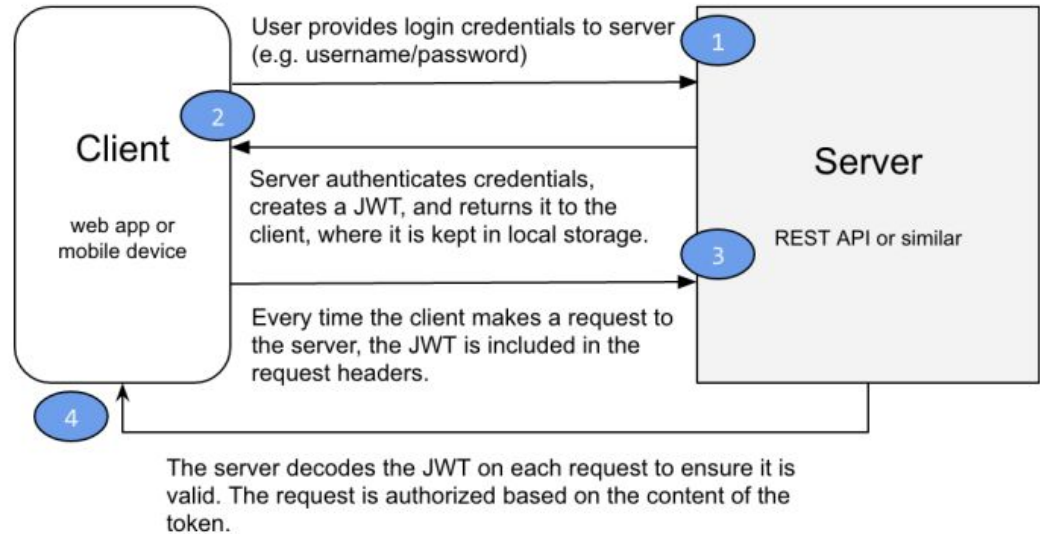 User provides login credentials to server
(e.g. username/password)
1
2
Client
web app or
mobile device
Server authenticates credentials,
creates a JWT, and returns it to the
client, where it is kept in local storage.
Server
REST API or similar
3
Every time the client makes a request to
the server, the JWT is included in the
request headers.
4
The server decodes the JWT on each request to ensure it is
valid. The request is authorized based on the content of the
token.